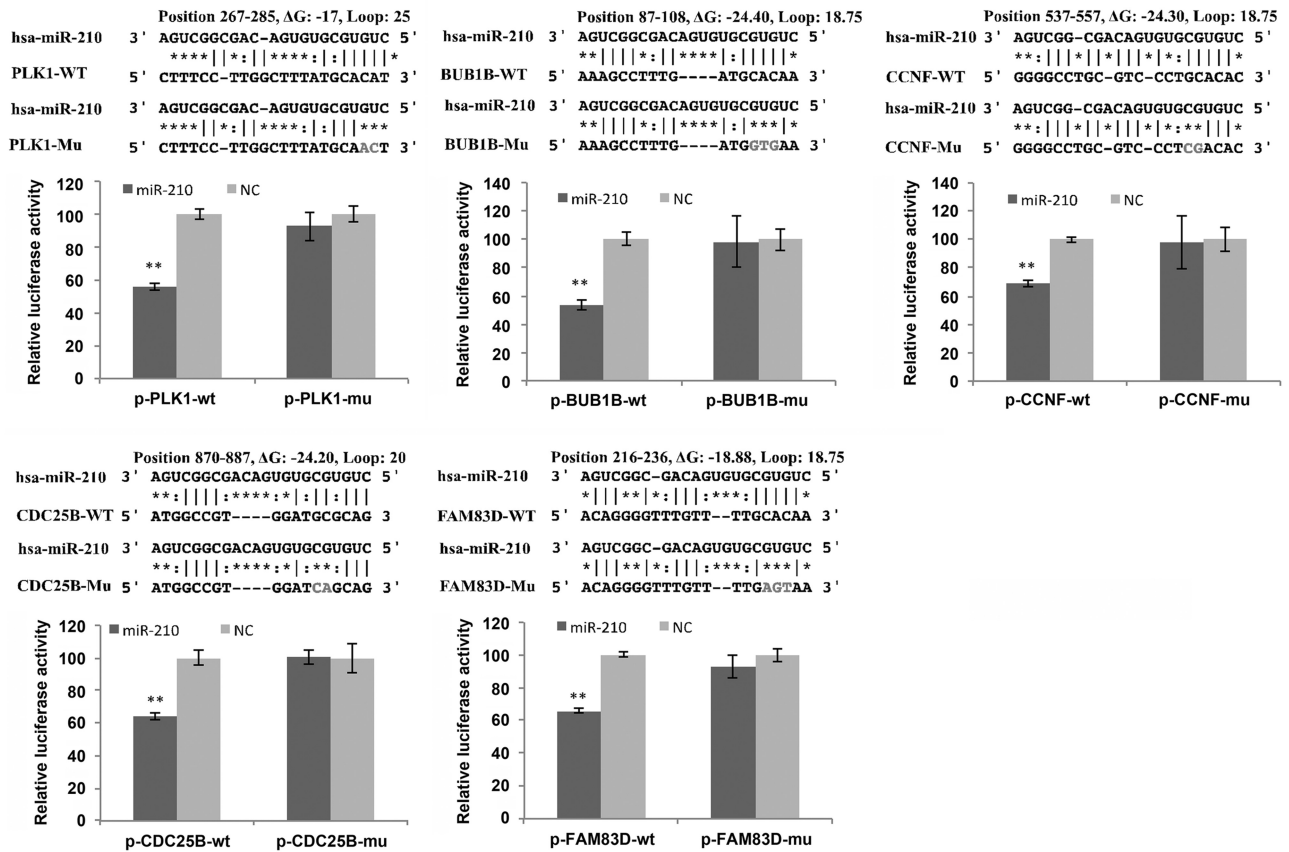 Position 267-285, ΔG: -17, Loop: 25
hsa-miR-210 3' AGUCGGCGAC-AGUGUGCGUGUC 5'
****||*:||****|:|||||*
PLK1-WT 5' CTTTCC-TTGGCTTTATGCACAT 3'
hsa-miR-210 3' AGUCGGCGAC-AGUGUGCGUGUC 5'
****||*:||****|:||***
PLK1-Mu 5' CTTTCC-TTGGCTTTATGCAACT 3'
Relative luciferase activity
120
100
80
60
40
20
0
miR-210
NC
**
p-PLK1-wt
p-PLK1-mu
Position 87-108, ΔG: -24.40, Loop: 18.75
hsa-miR-210 3' AGUCGGCGACAGUGUGCGUGUC 5'
BUB1B-WT 5' AAAGCCTTTG----ATGCACAA 3'
hsa-miR-210 3' AGUCGGCGACAGUGUGCGUGUC 5'
BUB1B-Mu 5' AAAGCCTTTG----ATGGTGAA 3'
Relative luciferase activity
140
120
100
80
60
40
20
0
miR-210
NC
**
p-BUB1B-wt
p-BUB1B-mu
Position 537-557, ΔG: -24.30, Loop: 18.75
hsa-miR-210 3' AGUCGG-CGACAGUGUGCGUGUC 5'
CCNF-WT 5' GGGGCCTGC-GTC-CCTGCACAC 3'
hsa-miR-210 3' AGUCGG-CGACAGUGUGCGUGUC 5'
CCNF-Mu 5' GGGGCCTGC-GTC-CCTCGACAC 3'
Relative luciferase activity
140
120
100
80
60
40
20
0
miR-210
NC
**
p-CCNF-wt
p-CCNF-mu
Position 870-887, ΔG: -24.20, Loop: 20
hsa-miR-210 3' AGUCGGCGACAGUGUGCGUGUC 5'
**:||||:****:*|:||:|||
CDC25B-WT 5' ATGGCCGT----GGATGCGCAG 3
hsa-miR-210 3' AGUCGGCGACAGUGUGCGUGUC 5'
CDC25B-Mu 5' ATGGCCGT----GGATCAGCAG 3'
Relative luciferase activity
120
100
80
60
40
20
0
miR-210
NC
**
p-CDC25B-wt
p-CDC25B-mu
Position 216-236, ΔG: -18.88, Loop: 18.75
hsa-miR-210 3' AGUCGGC-GACAGUGUGCGUGUC 5'
FAM83D-WT 5' ACAGGGGTTTGTT--TTGCACAA 3'
hsa-miR-210 3' AGUCGGC-GACAGUGUGCGUGUC 5'
FAM83D-Mu 5' ACAGGGGTTTGTT--TTGAGTAA 3'
Relative luciferase activity
120
100
80
60
40
20
0
miR-210
NC
**
p-FAM83D-wt
p-FAM83D-mu